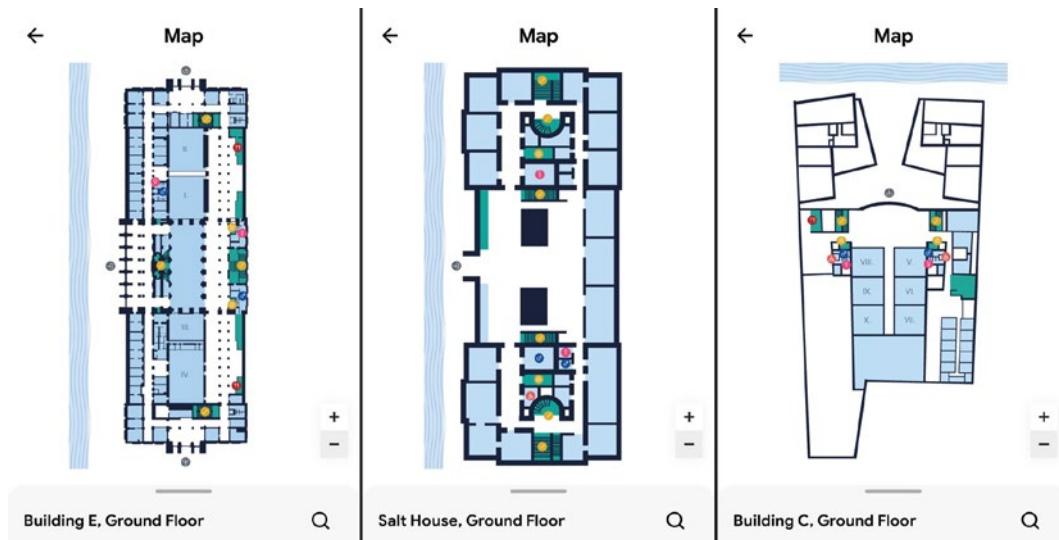 Map
II.
I.
III.
IV.
+
−
Building E, Ground Floor
Map
+
−
Salt House, Ground Floor
Map
VIII.
V.
IX.
VI.
X.
VII.
+
−
Building C, Ground Floor